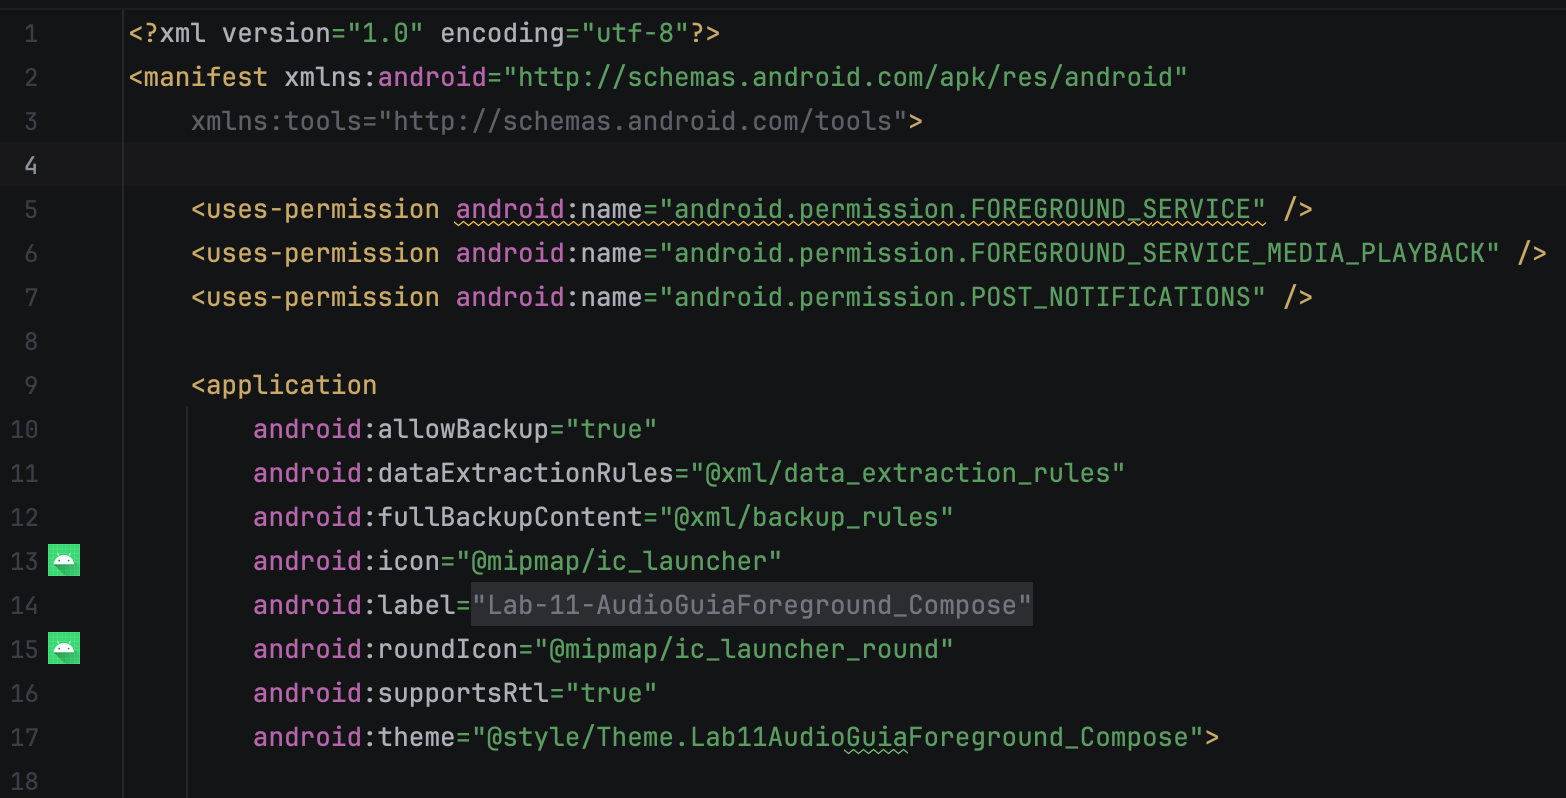 1 <?xml version="1.0" encoding="utf-8"?>
2 <manifest xmlns:android="http://schemas.android.com/apk/res/android"
3 xmlns:tools="http://schemas.android.com/tools">
4
5 <uses-permission android:name="android.permission.FOREGROUND_SERVICE" />
6 <uses-permission android:name="android.permission.FOREGROUND_SERVICE_MEDIA_PLAYBACK" />
7 <uses-permission android:name="android.permission.POST_NOTIFICATIONS" />
8
9 <application
10 android:allowBackup="true"
11 android:dataExtractionRules="@xml/data_extraction_rules"
12 android:fullBackupContent="@xml/backup_rules"
13 android:icon="@mipmap/ic_launcher"
14 android:label="Lab-11-AudioGuiaForeground_Compose"
15 android:roundIcon="@mipmap/ic_launcher_round"
16 android:supportsRtl="true"
17 android:theme="@style/Theme.Lab11AudioGuiaForeground_Compose">
18